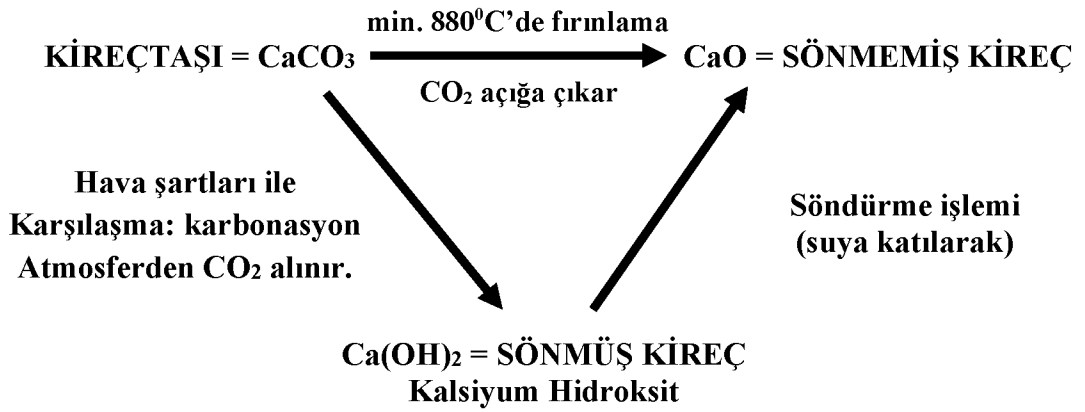 min. 880⁰C’de fırınlama
KİREÇTAŞI = CaCO₃
CaO = SÖNMEMİŞ KİREÇ
CO₂ açığa çıkar
Hava şartları ile
Karşılaşma: karbonasyon
Atmosferden CO₂ alınır.
Söndürme işlemi
(suya katılarak)
Ca(OH)₂ = SÖNMÜŞ KİREÇ
Kalsiyum Hidroksit